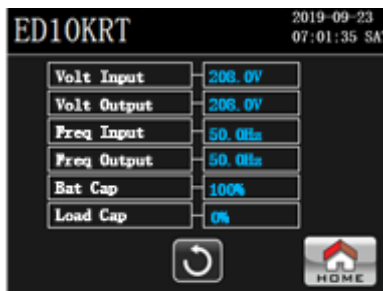 ED10KRT
2019-09-23
07:01:35 SA
Volt Input 208.0V
Volt Output 208.0V
Freq Input 50.0Hz
Freq Output 50.0Hz
Bat Cap 100%
Load Cap 0%
HOME